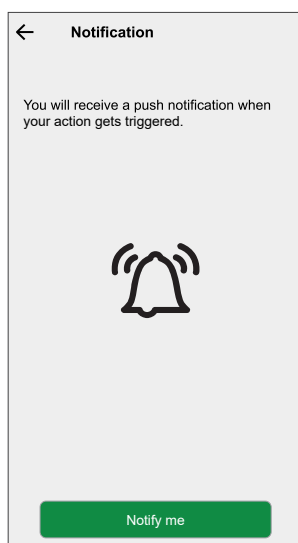 Notification
You will receive a push notification when
your action gets triggered.
Notify me